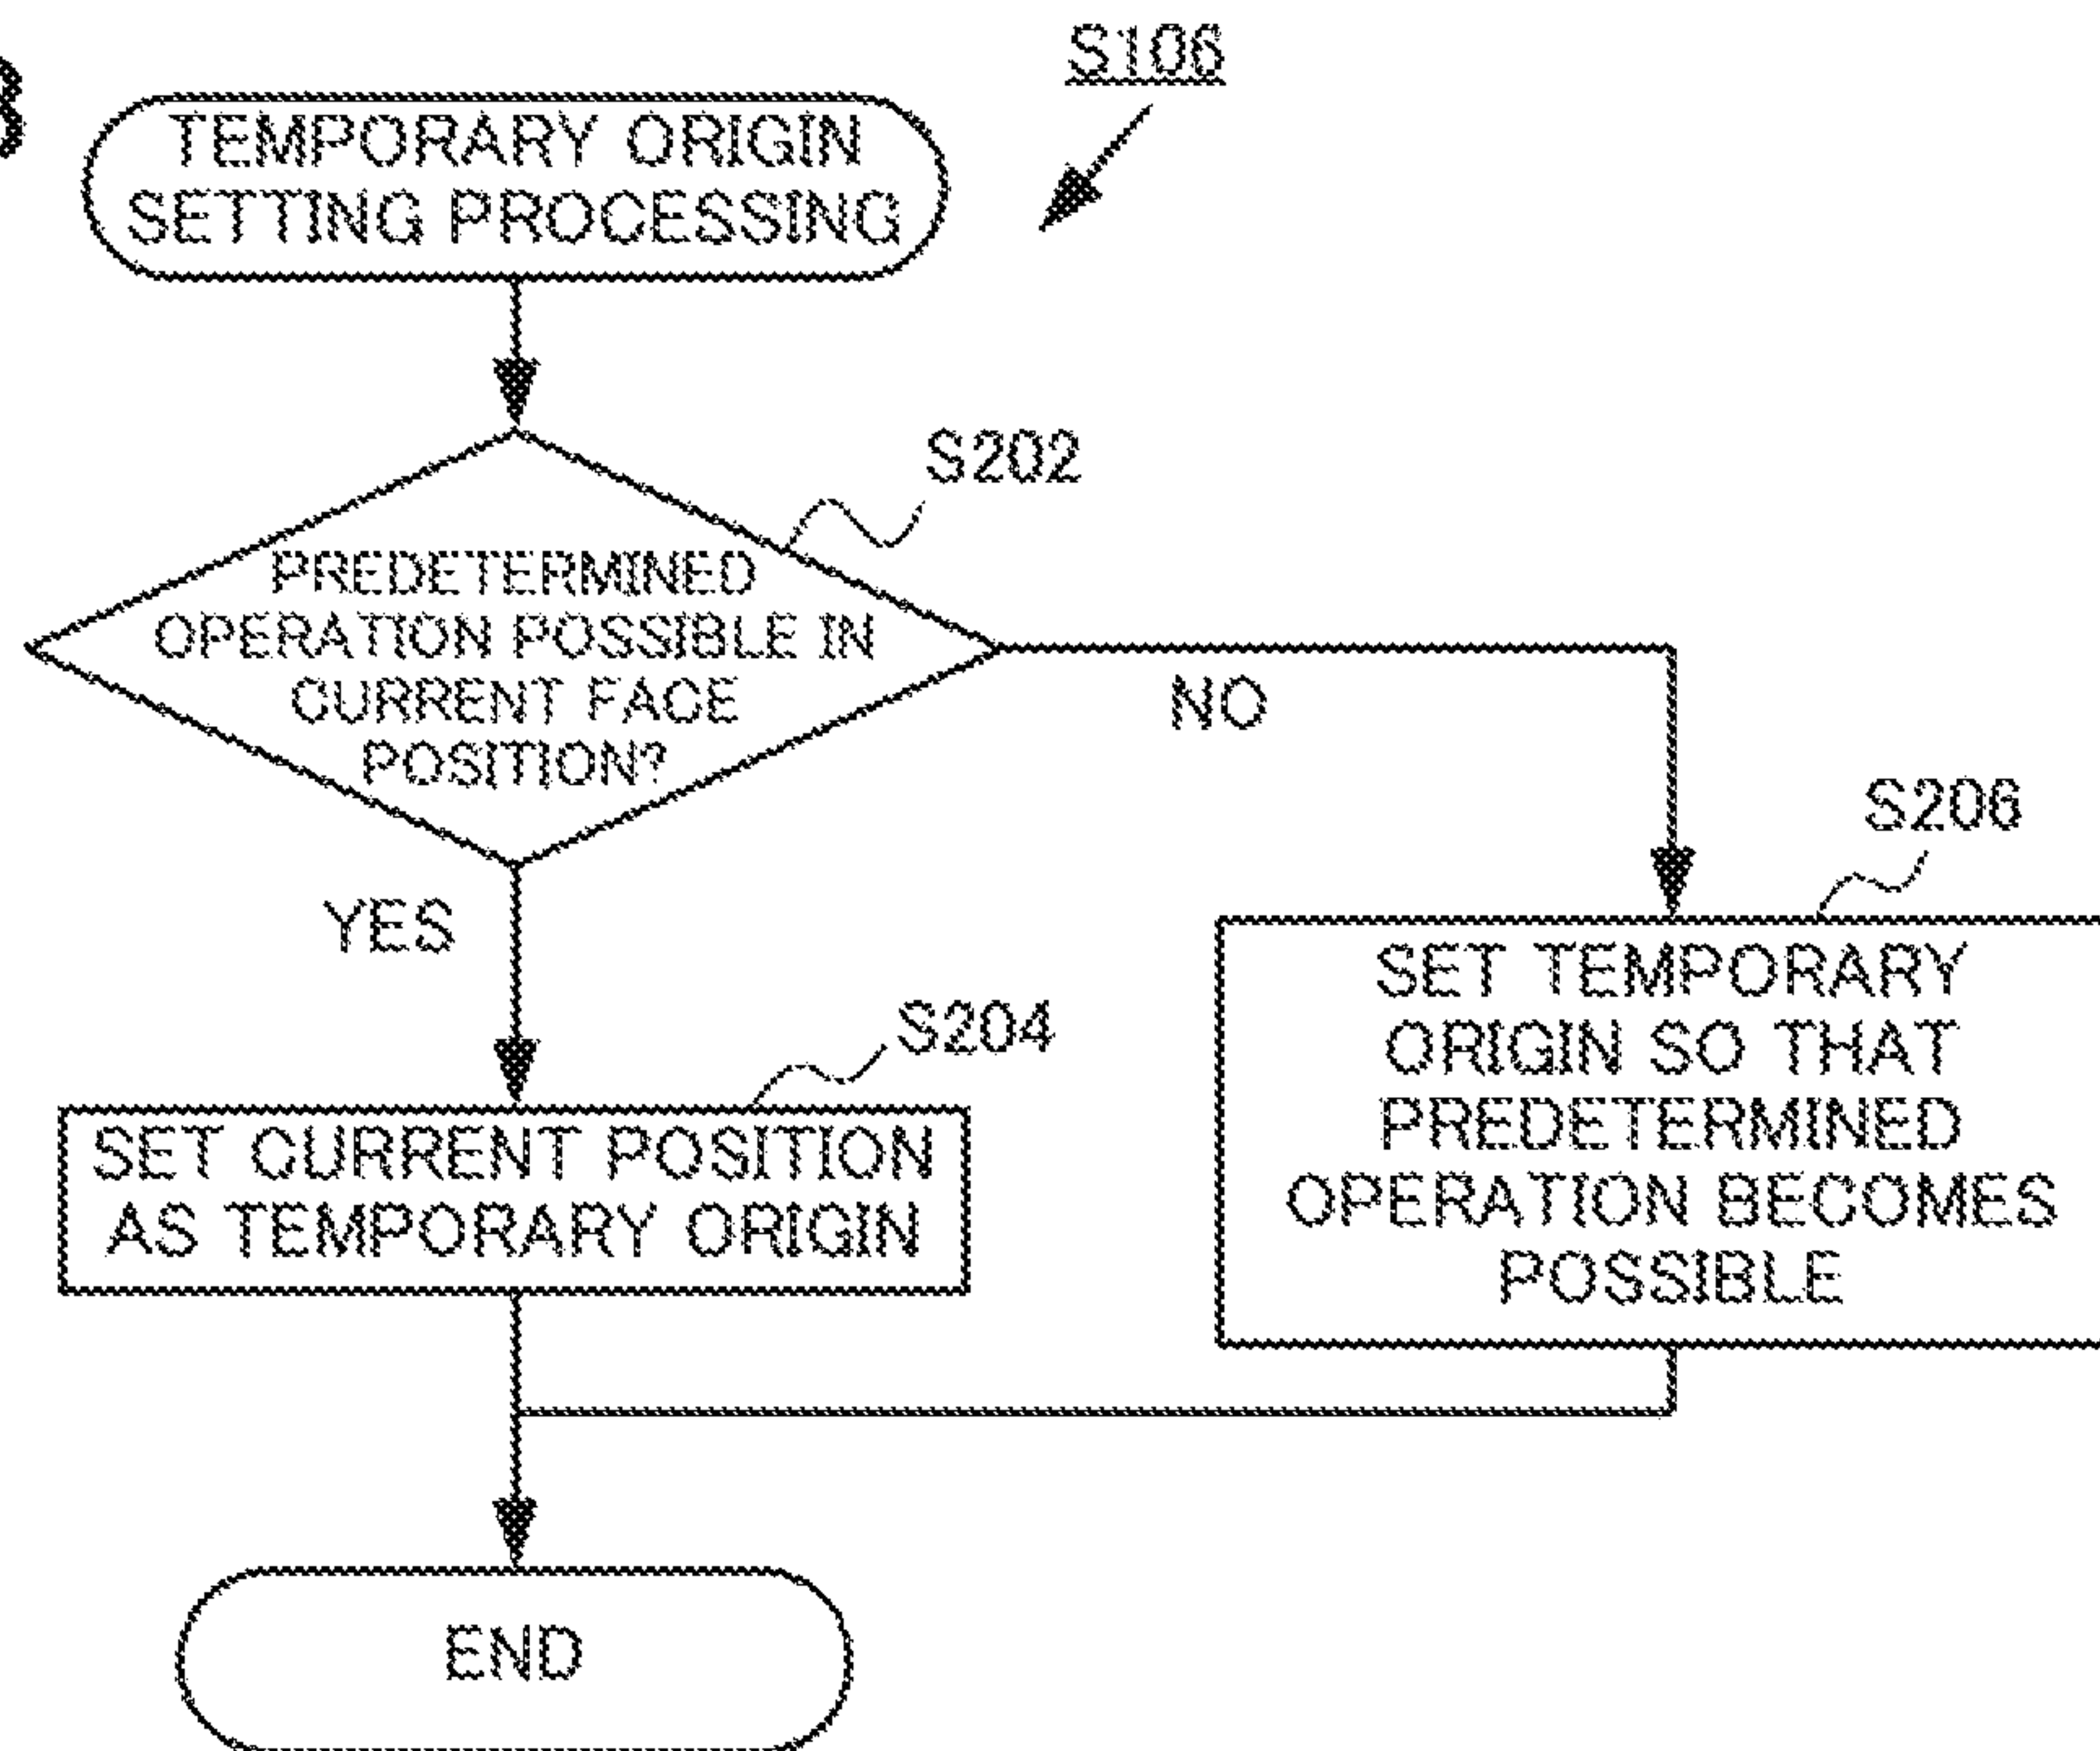 S106
TEMPORARY ORIGIN
SETTING PROCESSING
S202
PREDETERMINED
OPERATION POSSIBLE IN
CURRENT FACE
POSITION?
NO
YES
S206
SET TEMPORARY
ORIGIN SO THAT
PREDETERMINED
OPERATION BECOMES
POSSIBLE
S204
SET CURRENT POSITION
AS TEMPORARY ORIGIN
END